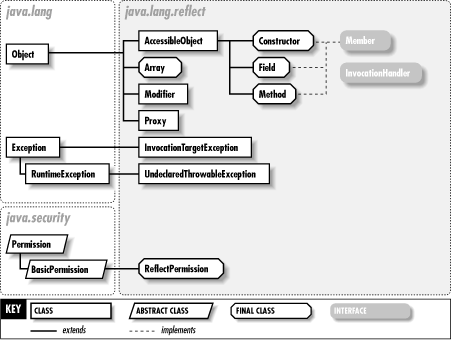 java.lang
java.lang.reflect
Object
AccessibleObject
Constructor
Member
Array
Field
InvocationHandler
Modifier
Method
Proxy
Exception
InvocationTargetException
RuntimeException
UndeclaredThrowableException
java.security
Permission
BasicPermission
ReflectPermission
KEY
CLASS
ABSTRACT CLASS
FINAL CLASS
INTERFACE
extends
implements